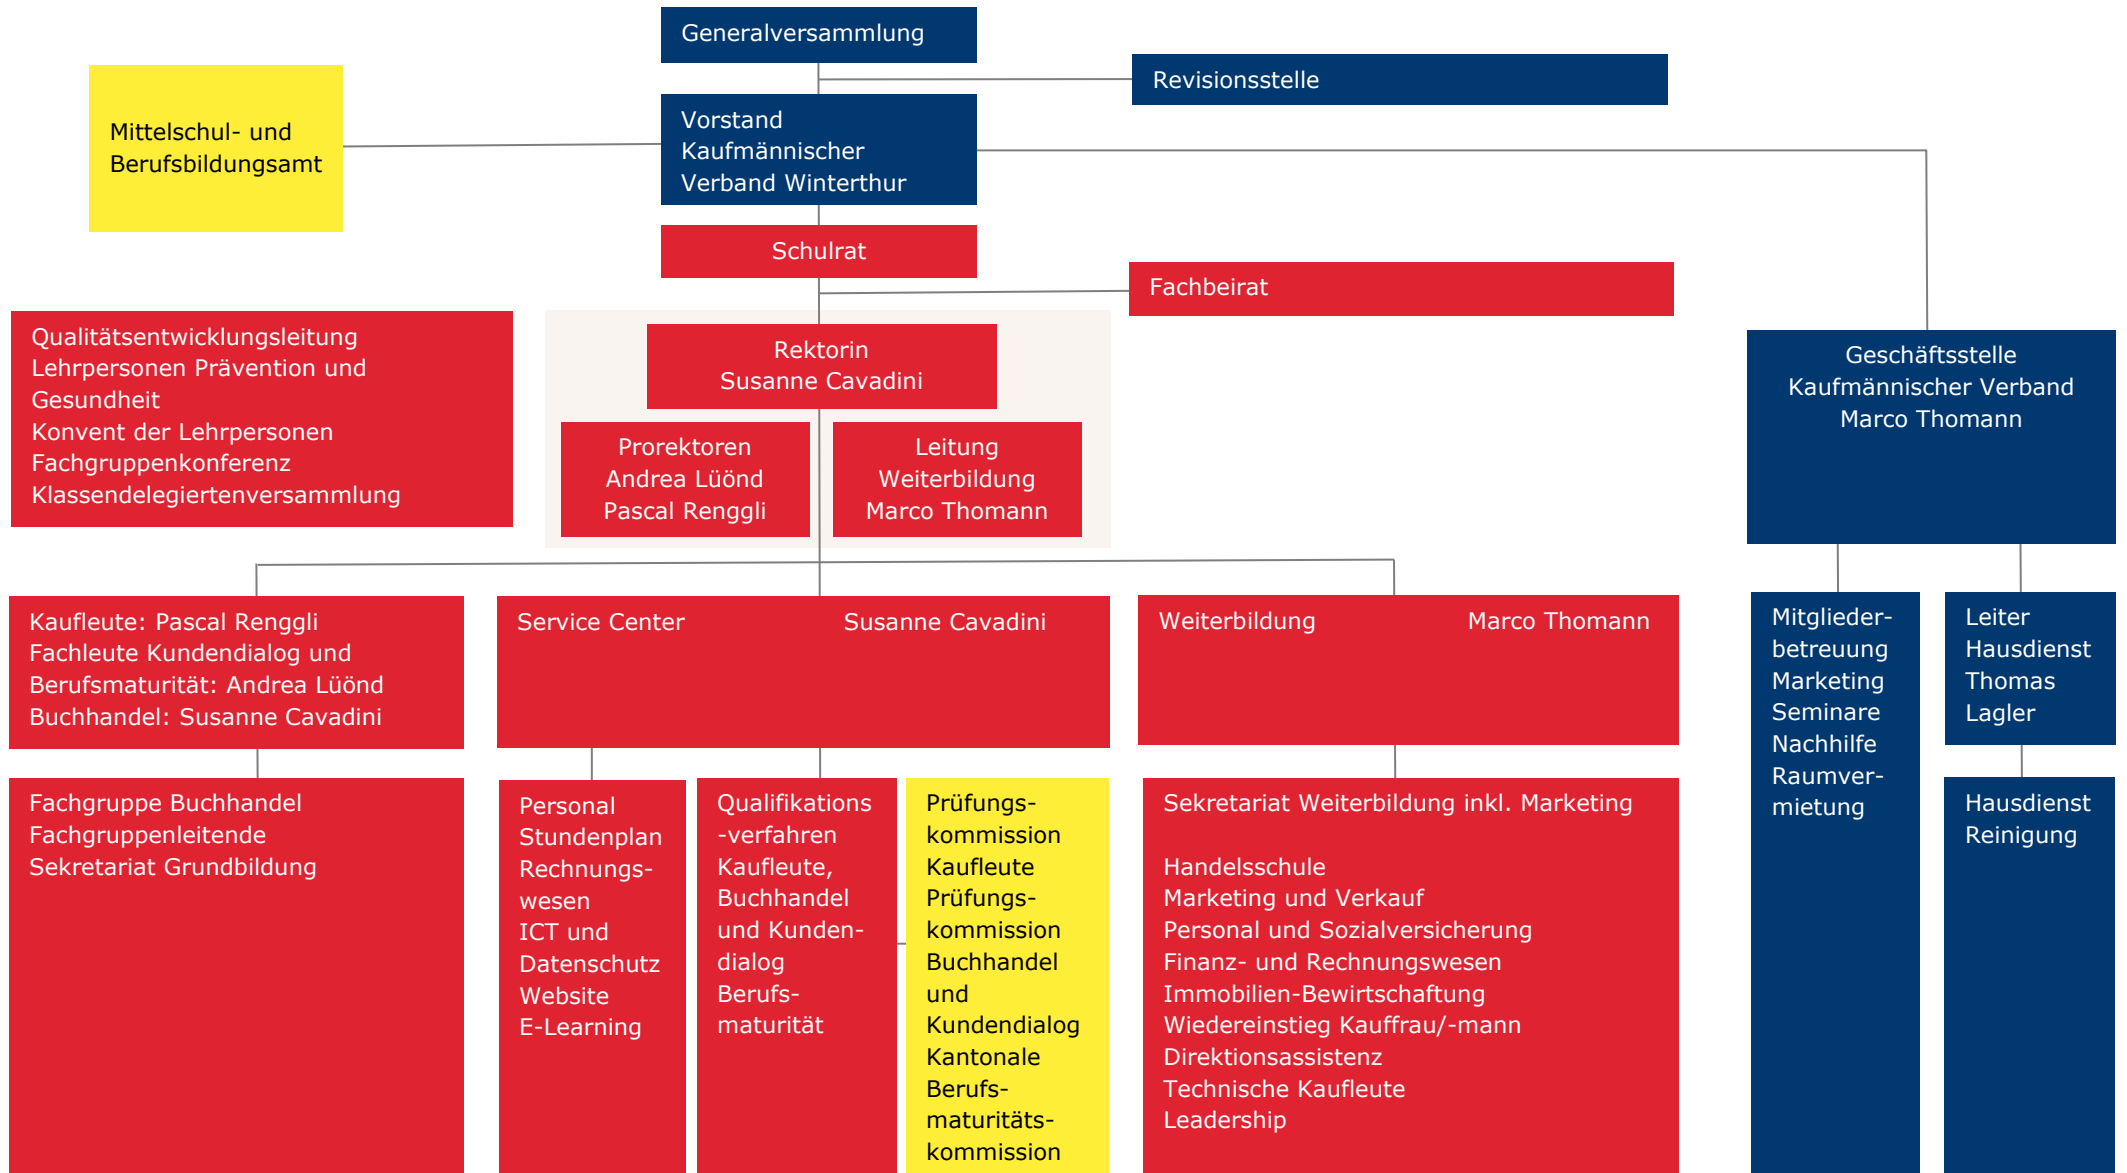 Generalversammlung
Revisionsstelle
Mittelschul- und
Berufsbildungsamt
Vorstand
Kaufmännischer
Verband Winterthur
Schulrat
Fachbeirat
Qualitätsentwicklungsleitung
Lehrpersonen Prävention und
Gesundheit
Konvent der Lehrpersonen
Fachgruppenkonferenz
Klassendelegiertenversammlung
Rektorin
Susanne Cavadini
Prorektoren
Andrea Lüönd
Pascal Renggli
Leitung
Weiterbildung
Marco Thomann
Geschäftsstelle
Kaufmännischer Verband
Marco Thomann
Kaufleute: Pascal Renggli
Fachleute Kundendialog und
Berufsmaturität: Andrea Lüönd
Buchhandel: Susanne Cavadini
Service Center Susanne Cavadini
Weiterbildung Marco Thomann
Mitglieder-
betreuung
Marketing
Seminare
Nachhilfe
Raumver-
mietung
Leiter
Hausdienst
Thomas
Lagler
Fachgruppe Buchhandel
Fachgruppenleitende
Sekretariat Grundbildung
Personal
Stundenplan
Rechnungs-
wesen
ICT und
Datenschutz
Website
E-Learning
Qualifikations
-verfahren
Kaufleute,
Buchhandel
und Kunden-
dialog
Berufs-
maturität
Prüfungs-
kommission
Kaufleute
Prüfungs-
kommission
Buchhandel
und
Kundendialog
Kantonale
Berufs-
maturitäts-
kommission
Sekretariat Weiterbildung inkl. Marketing
Handelsschule
Marketing und Verkauf
Personal und Sozialversicherung
Finanz- und Rechnungswesen
Immobilien-Bewirtschaftung
Wiedereinstieg Kauffrau/-mann
Direktionsassistenz
Technische Kaufleute
Leadership
Hausdienst
Reinigung